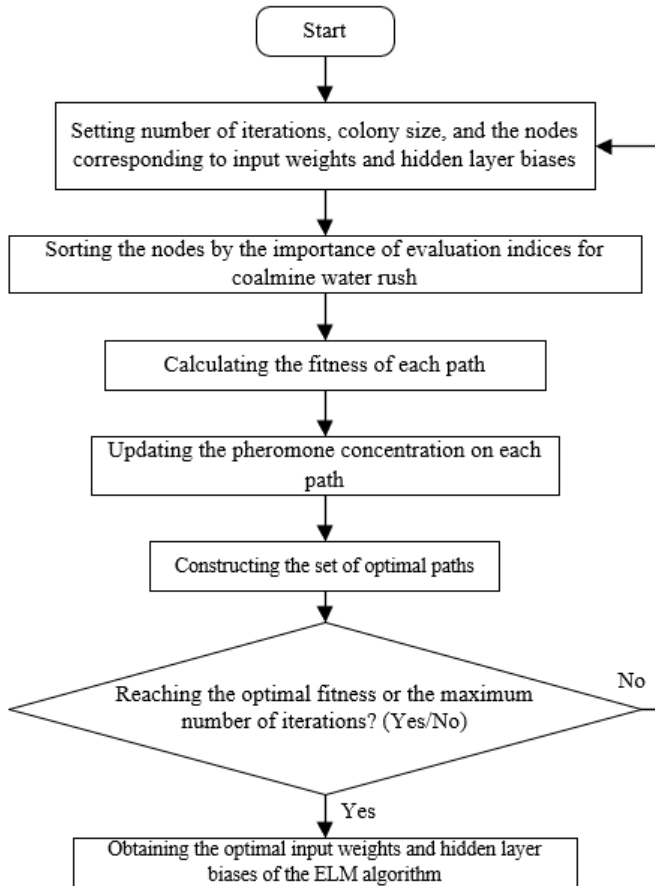 Start
Setting number of iterations, colony size, and the nodes
corresponding to input weights and hidden layer biases
Sorting the nodes by the importance of evaluation indices for
coalmine water rush
Calculating the fitness of each path
Updating the pheromone concentration on each
path
Constructing the set of optimal paths
Reaching the optimal fitness or the maximum
number of iterations? (Yes/No)
No
Yes
Obtaining the optimal input weights and hidden layer
biases of the ELM algorithm